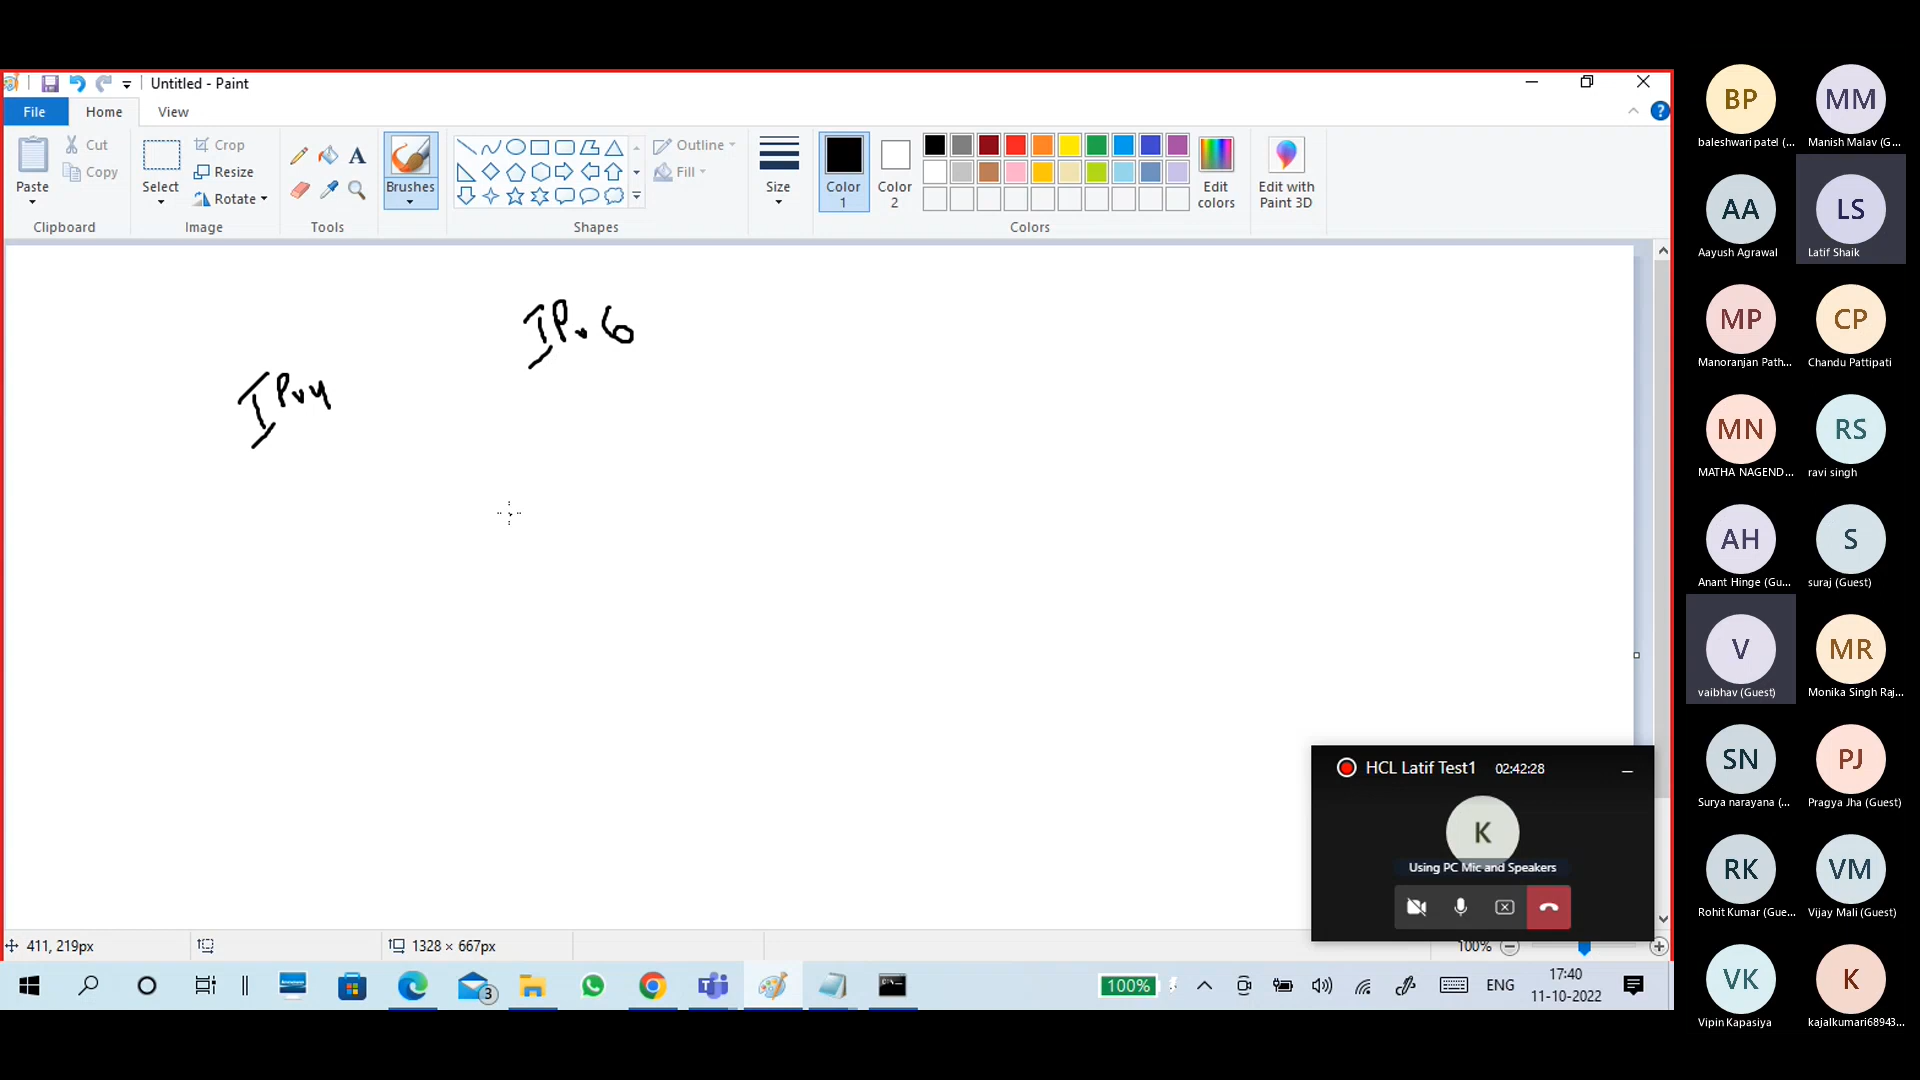 Untitled - Paint
File Home View
Cut
Copy
Paste
Clipboard
Crop
Resize
Rotate
Select
Image
A
Tools
Brushes
Outline
Fill
Shapes
Size
Color 1
Color 2
Edit colors
Edit with Paint 3D
Colors
IPv6
IPv4
HCL Latif Test1 02:42:28
K
Using PC Mic and Speakers
411, 219px
1328 × 667px
100%
3
100%
ENG
17:40
11-10-2022
BP
baleshwari patel (...
MM
Manish Malav (G...
AA
Aayush Agrawal
LS
Latif Shaik
MP
Manoranjan Path...
CP
Chandu Pattipati
MN
MATHA NAGEND...
RS
ravi singh
AH
Anant Hinge (Gu...
S
suraj (Guest)
V
vaibhav (Guest)
MR
Monika Singh Raj...
SN
Surya narayana (...
PJ
Pragya Jha (Guest)
RK
Rohit Kumar (Gue...
VM
Vijay Mali (Guest)
VK
Vipin Kapasiya
K
kajalkumari68943...